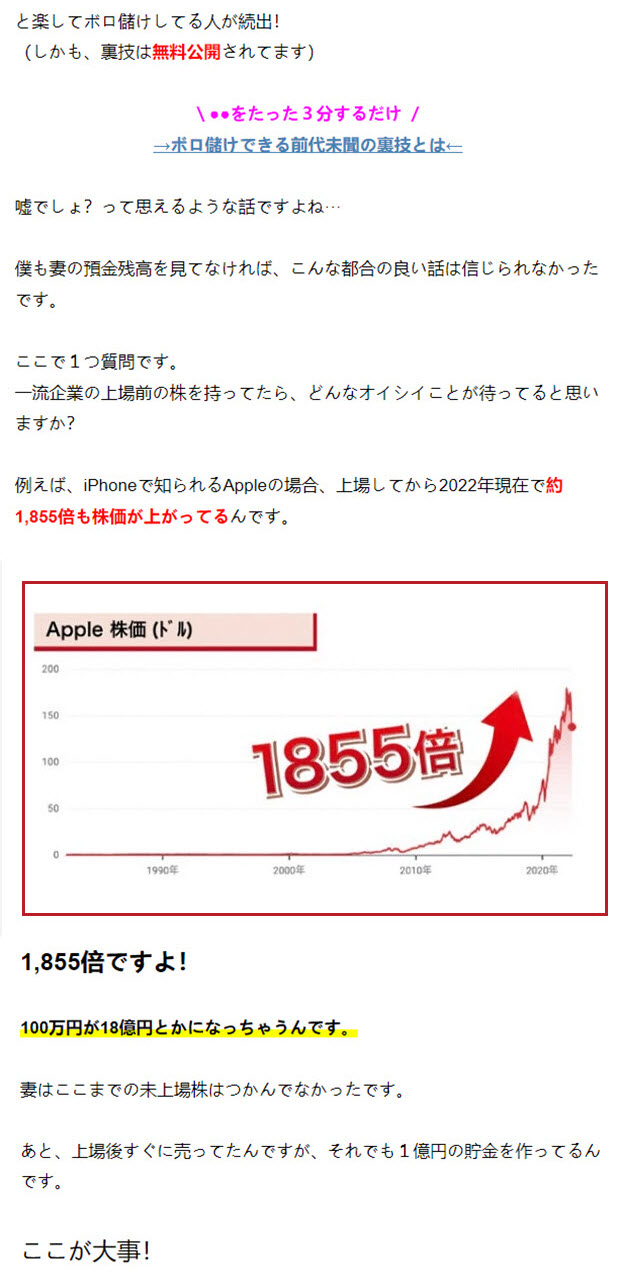 と楽してボロ儲けしてる人が続出！
（しかも、裏技は無料公開されてます）
\ ●●をたった３分するだけ /
→ボロ儲けできる前代未聞の裏技とは←
嘘でしょ？って思えるような話ですよね…
僕も妻の預金残高を見てなければ、こんな都合の良い話は信じられなかった
です。
ここで１つ質問です。
一流企業の上場前の株を持ってたら、どんなオイシイことが待ってると思い
ますか？
例えば、iPhoneで知られるAppleの場合、上場してから2022年現在で約
1,855倍も株価が上がってるんです。
Apple 株価 (ﾄﾞﾙ)
200
150
100
50
0
1990年 2000年 2010年 2020年
1855倍
1,855倍ですよ！
100万円が18億円とかになっちゃうんです。
妻はここまでの未上場株はつかんでなかったです。
あと、上場後すぐに売ってたんですが、それでも１億円の貯金を作ってるん
です。
ここが大事！